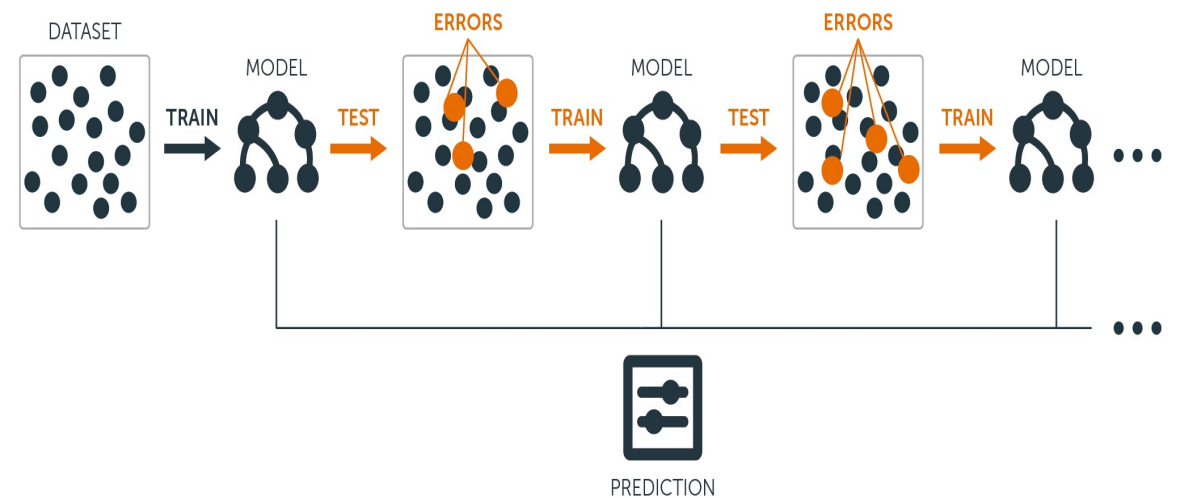 DATASET
MODEL
TRAIN
TEST
ERRORS
TRAIN
MODEL
TEST
ERRORS
TRAIN
MODEL
PREDICTION